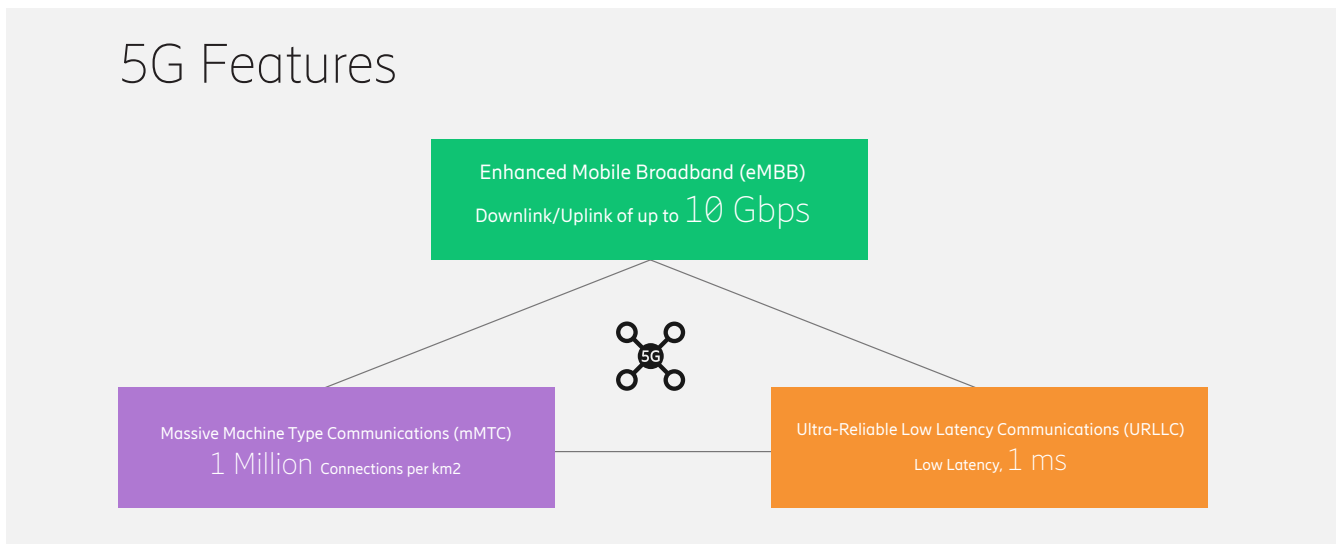 5G Features
Enhanced Mobile Broadband (eMBB)
Downlink/Uplink of up to 10 Gbps
5G
Massive Machine Type Communications (mMTC)
1 Million Connections per km2
Ultra-Reliable Low Latency Communications (URLLC)
Low Latency, 1 ms